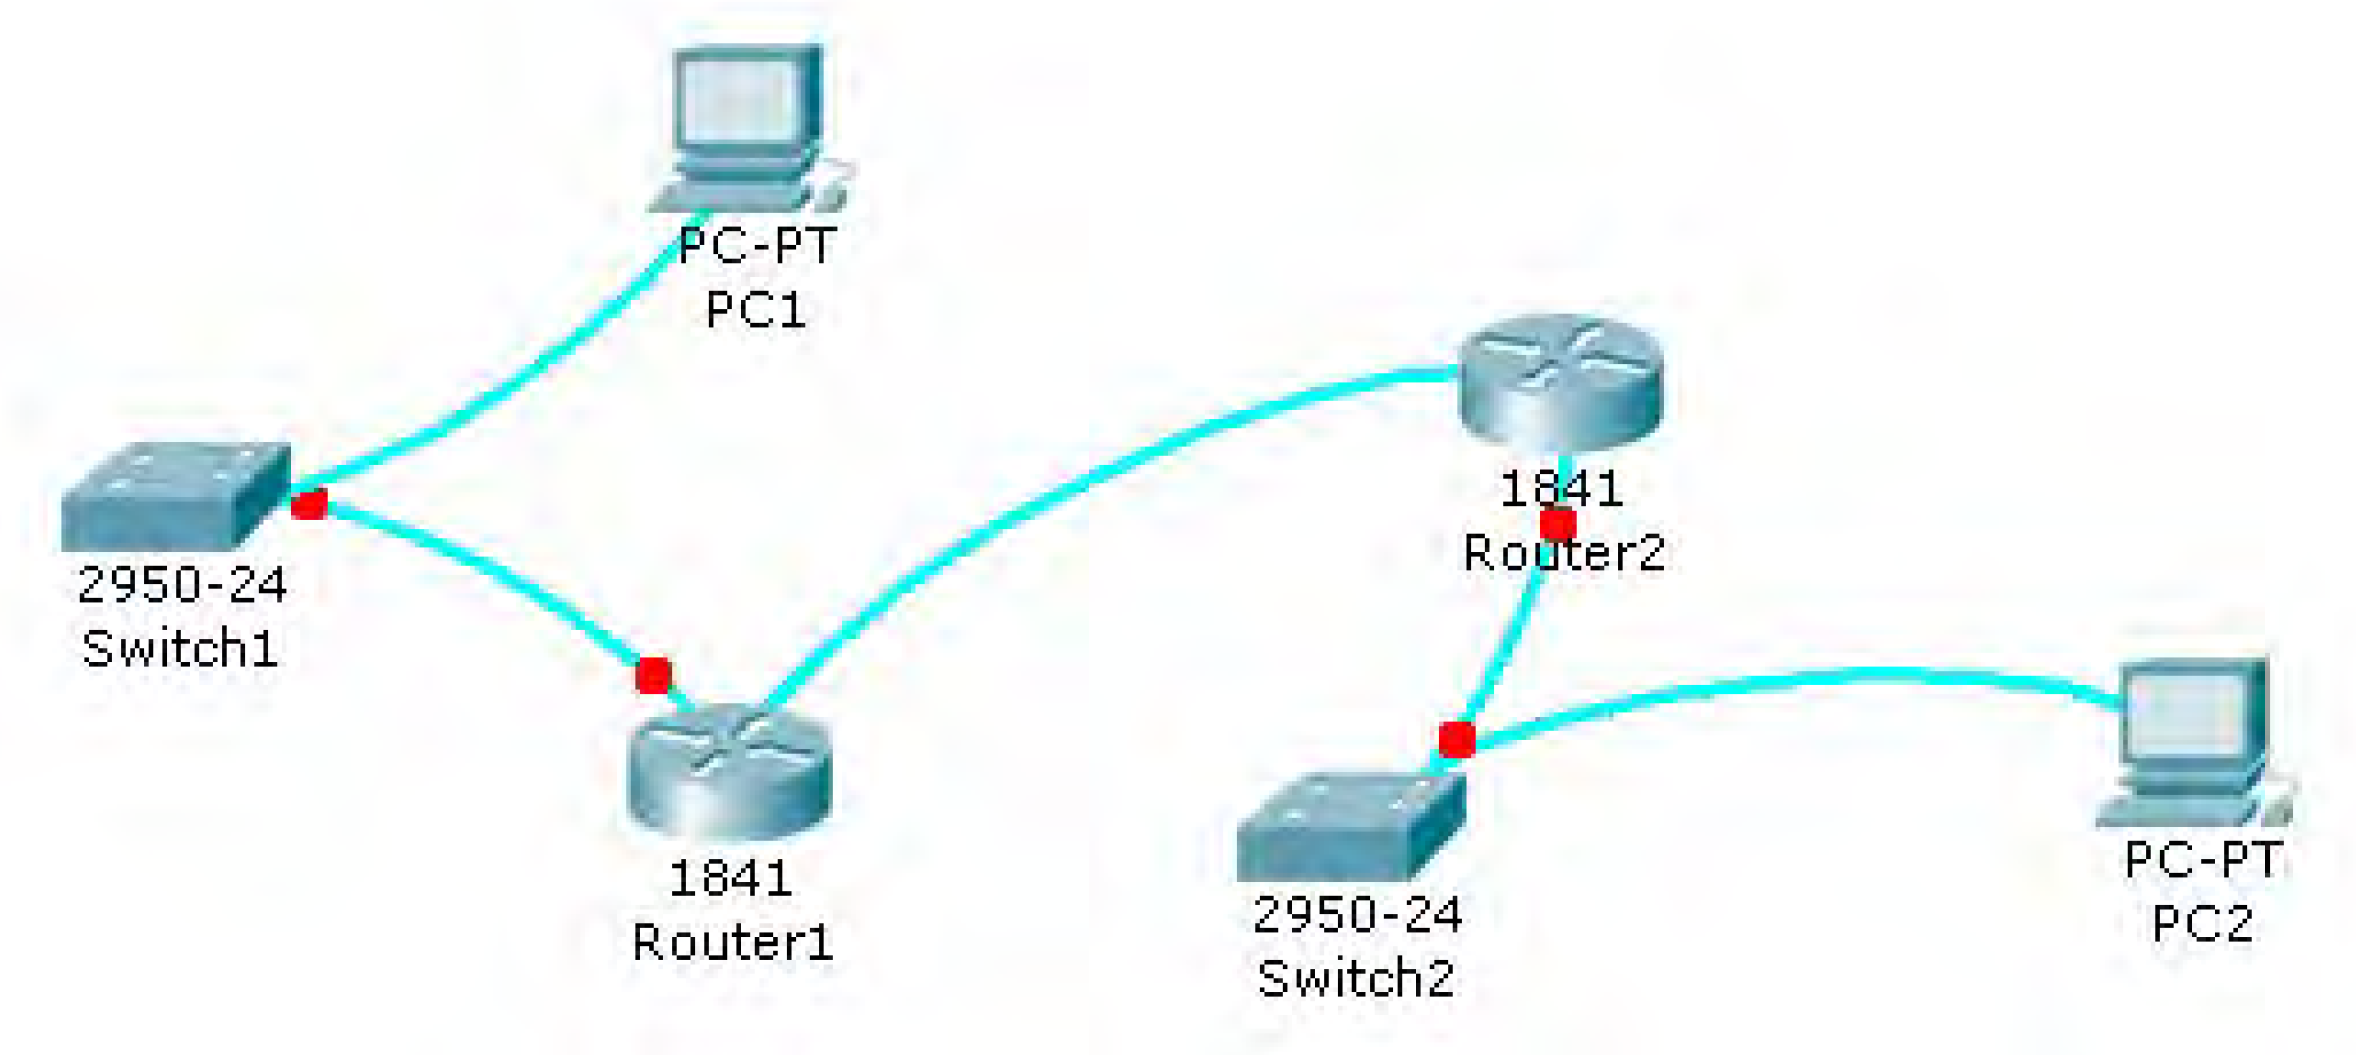 PC-PT
PC1
1841
Router2
2950-24
Switch1
1841
Router1
PC-PT
PC2
2950-24
Switch2